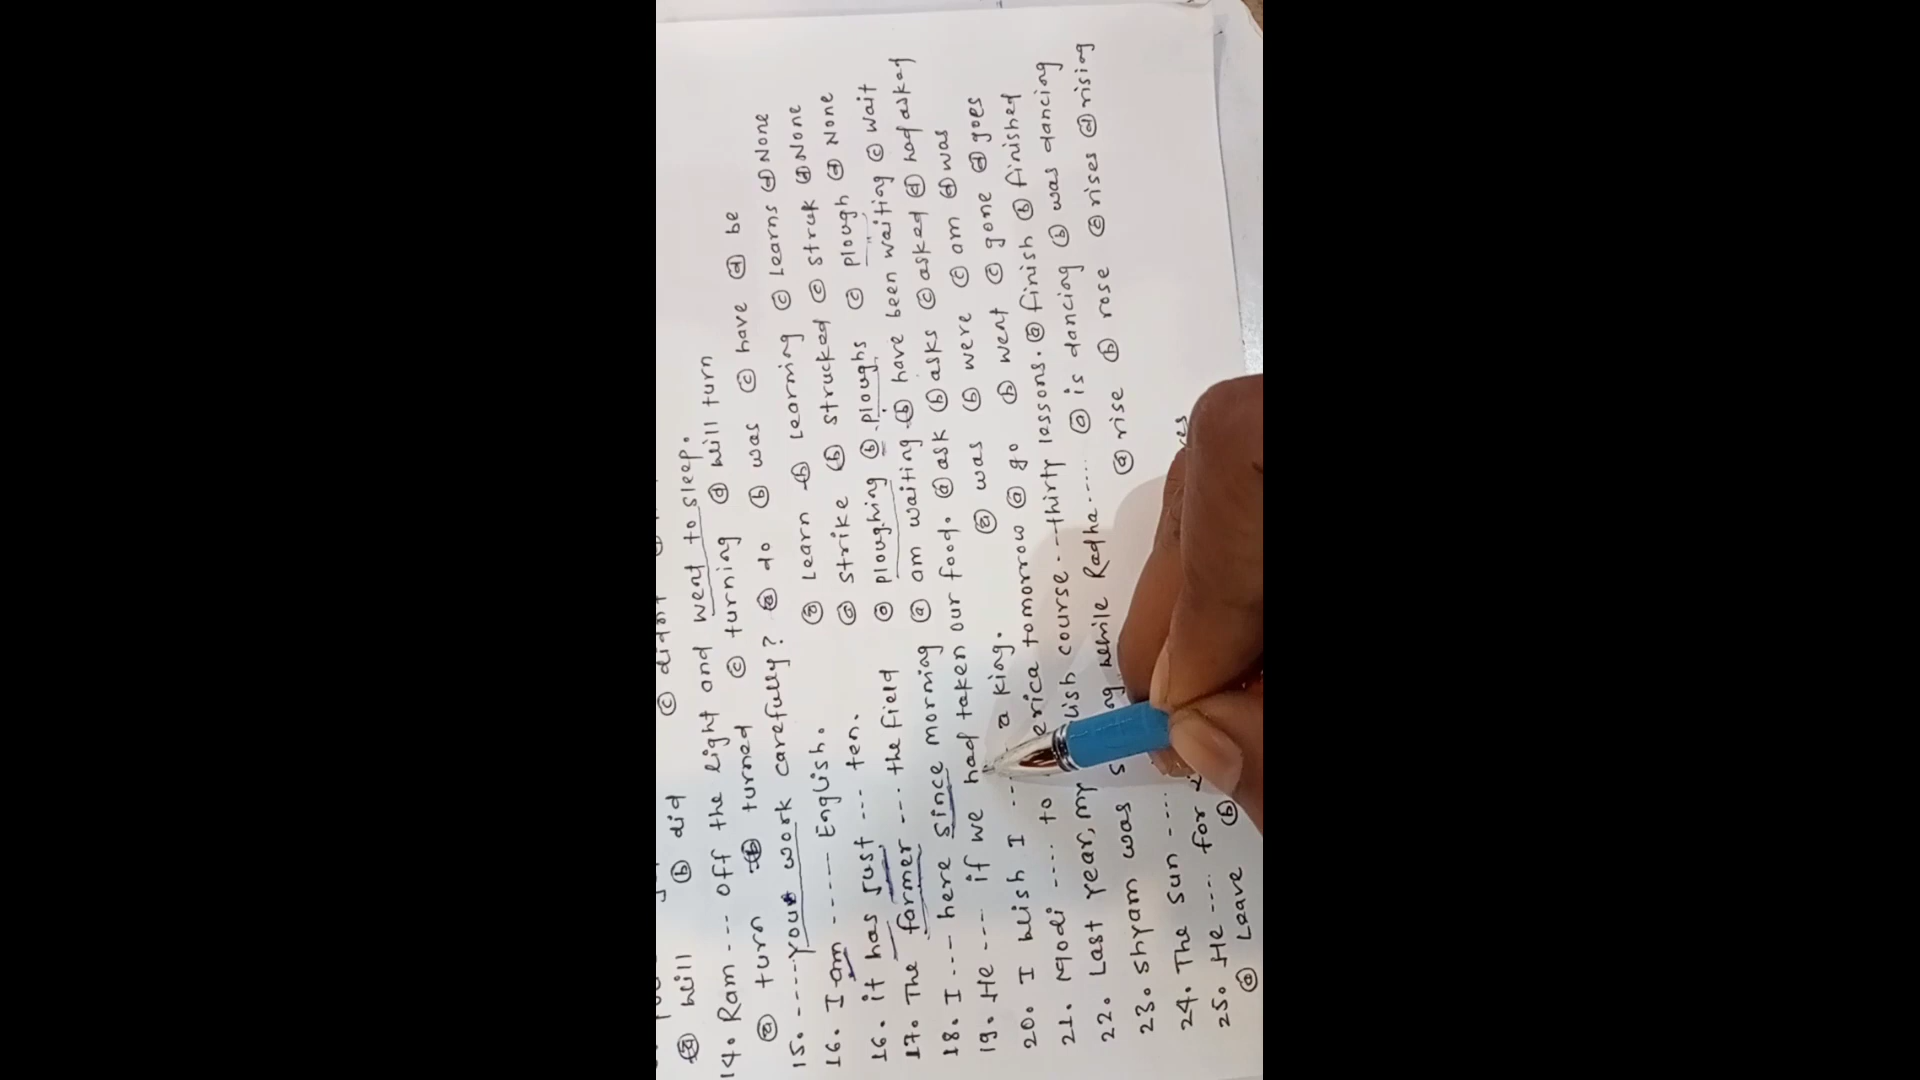 ⓐ will ⓑ did ⓒ didnt
14. Ram --- off the light and went to sleep.
ⓐ turn ⓑ turned ⓒ turning ⓓ will turn
15. ----- your work carefully? ⓐ do ⓑ was ⓒ have ⓓ be
16. I am ----- English. ⓐ Learn ⓑ Learning ⓒ Learns ⓓ None
16. it has Just --- ten. ⓐ strike ⓑ strucked ⓒ struk ⓓ None
17. The farmer --- the field ⓐ ploughing ⓑ ploughs ⓒ plough ⓓ None
18. I --- here since morning ⓐ am waiting ⓑ have been waiting ⓒ wait
19. He --- if we had taken our food. ⓐ ask ⓑ asks ⓒ asked ⓓ had asked
20. I wish I --- a king. ⓐ was ⓑ were ⓒ am ⓓ was
21. Modi ---- to erica tomorrow ⓐ go ⓑ went ⓒ gone ⓓ goes
22. Last year, my lish course --- thirty lessons. ⓐ finish ⓑ finished
23. Shyam was while Radha ----- ⓐ is dancing ⓑ was dancing
24. The sun ---- ⓐ rise ⓑ rose ⓒ rises ⓓ rising
25. He ---- for
ⓐ Leave ⓑ